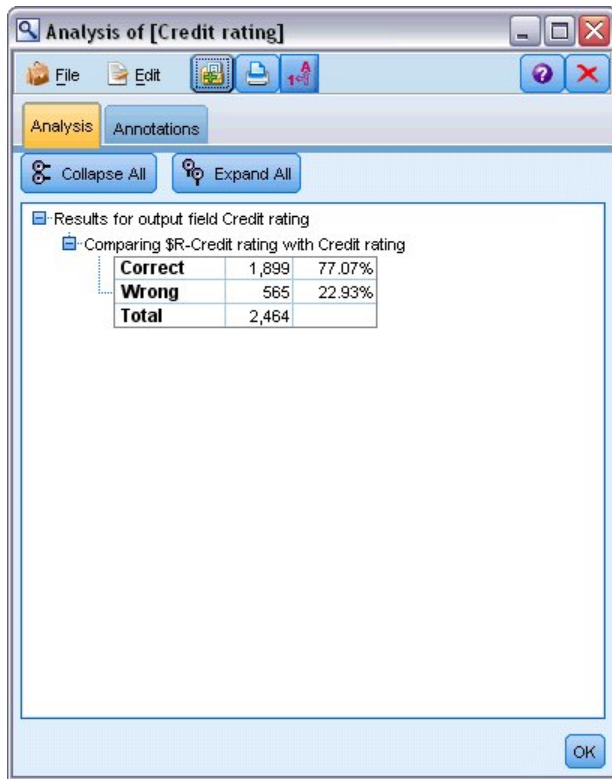 Analysis of [Credit rating]
File Edit
Analysis Annotations
Collapse All Expand All
Results for output field Credit rating
Comparing $R-Credit rating with Credit rating
Correct 1,899 77.07%
Wrong 565 22.93%
Total 2,464
OK